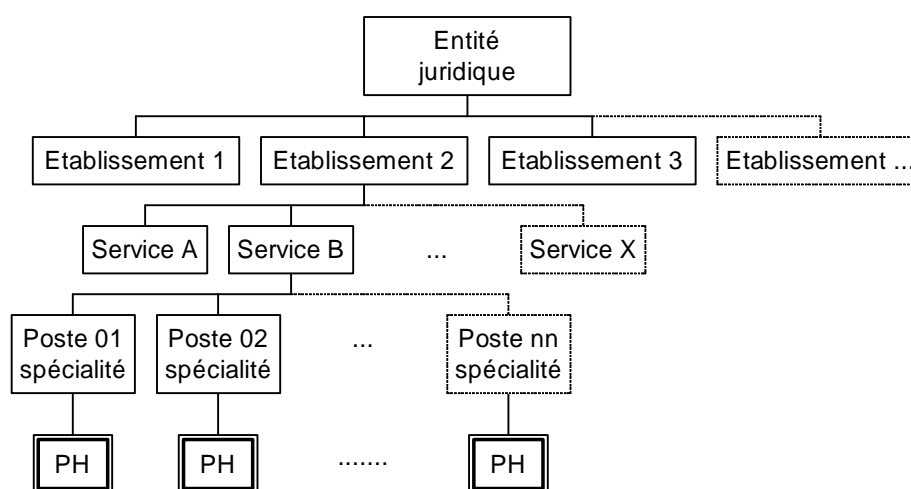 Entité
juridique
Etablissement 1
Etablissement 2
Etablissement 3
Etablissement ...
Service A
Service B
...
Service X
Poste 01
spécialité
Poste 02
spécialité
...
Poste nn
spécialité
PH
PH
.......
PH